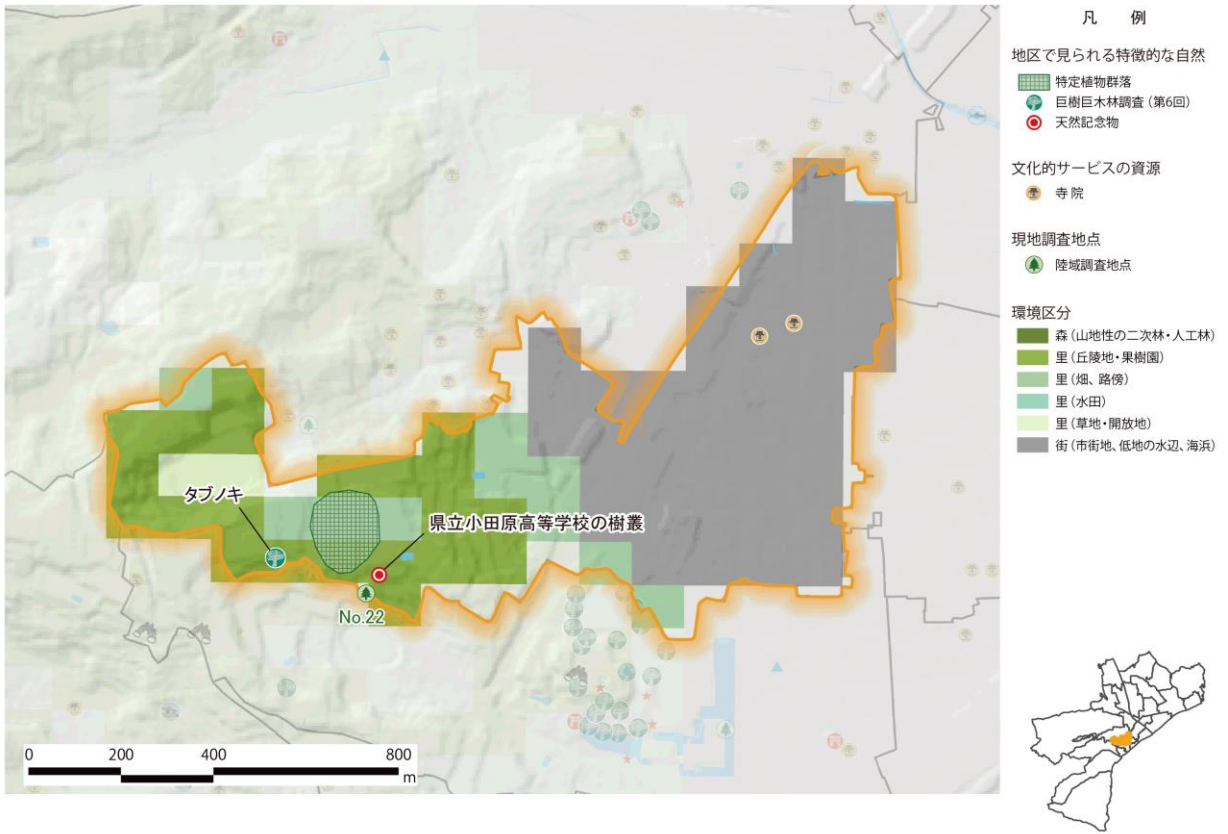 タブノキ
県立小田原高等学校の樹叢
No.22
0
200
400
800
m
凡 例
地区で見られる特徴的な自然
特定植物群落
巨樹巨木林調査(第6回)
天然記念物
文化的サービスの資源
寺院
現地調査地点
陸域調査地点
環境区分
森(山地性の二次林・人工林)
里(丘陵地・果樹園)
里(畑、路傍)
里(水田)
里(草地・開放地)
街(市街地、低地の水辺、海浜)